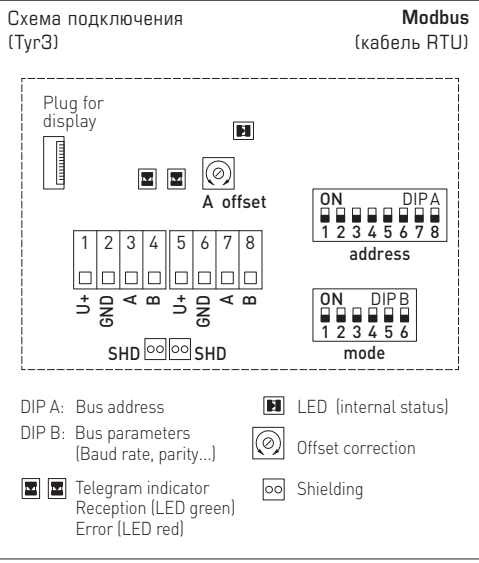 Схема подключения
(Tyr3)
Modbus
(кабель RTU)
Plug for
display
A offset
ON DIP A
1 2 3 4 5 6 7 8
address
1 2 3 4 5 6 7 8
U+ GND A B U+ GND A B
ON DIP B
1 2 3 4 5 6
mode
SHD SHD
DIP A: Bus address
DIP B: Bus parameters
(Baud rate, parity...)
Telegram indicator
Reception (LED green)
Error (LED red)
LED (internal status)
Offset correction
Shielding